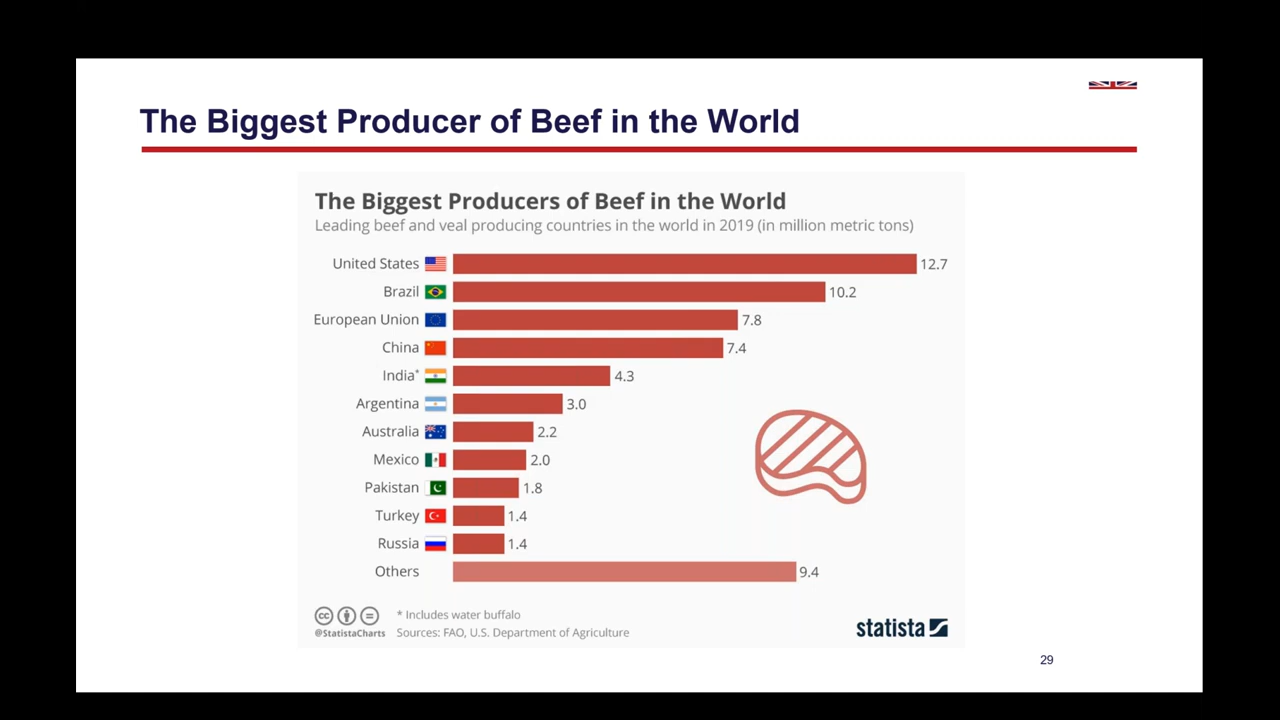 The Biggest Producer of Beef in the World
The Biggest Producers of Beef in the World
Leading beef and veal producing countries in the world in 2019 (in million metric tons)
United States 12.7
Brazil 10.2
European Union 7.8
China 7.4
India* 4.3
Argentina 3.0
Australia 2.2
Mexico 2.0
Pakistan 1.8
Turkey 1.4
Russia 1.4
Others 9.4
cc
* Includes water buffalo
@StatistaCharts Sources: FAO, U.S. Department of Agriculture
statista
29